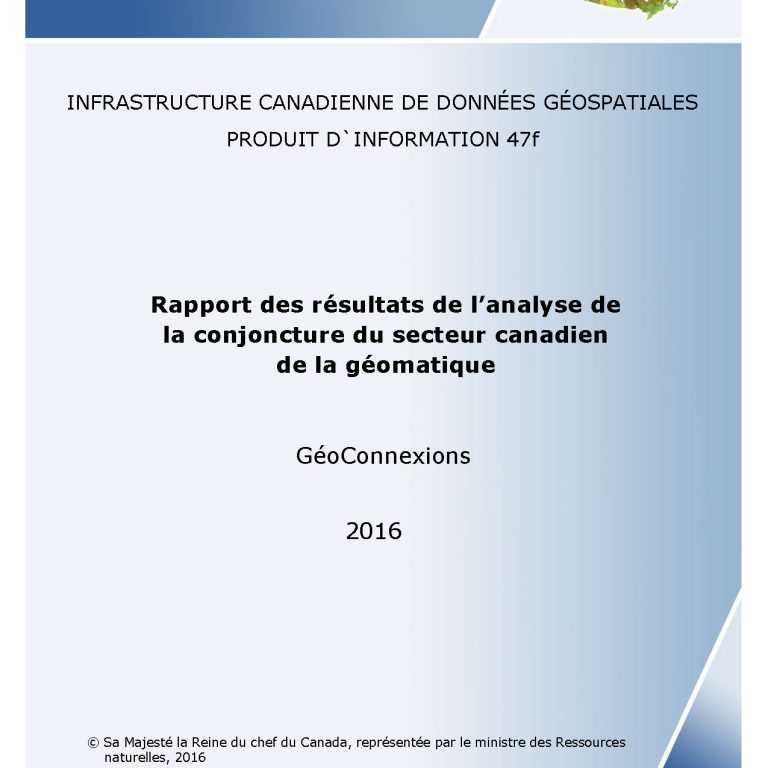 INFRASTRUCTURE CANADIENNE DE DONNÉES GÉOSPATIALES
PRODUIT D`INFORMATION 47f
Rapport des résultats de l’analyse de
la conjoncture du secteur canadien
de la géomatique
GéoConnexions
2016
© Sa Majesté la Reine du chef du Canada, représentée par le ministre des Ressources
naturelles, 2016